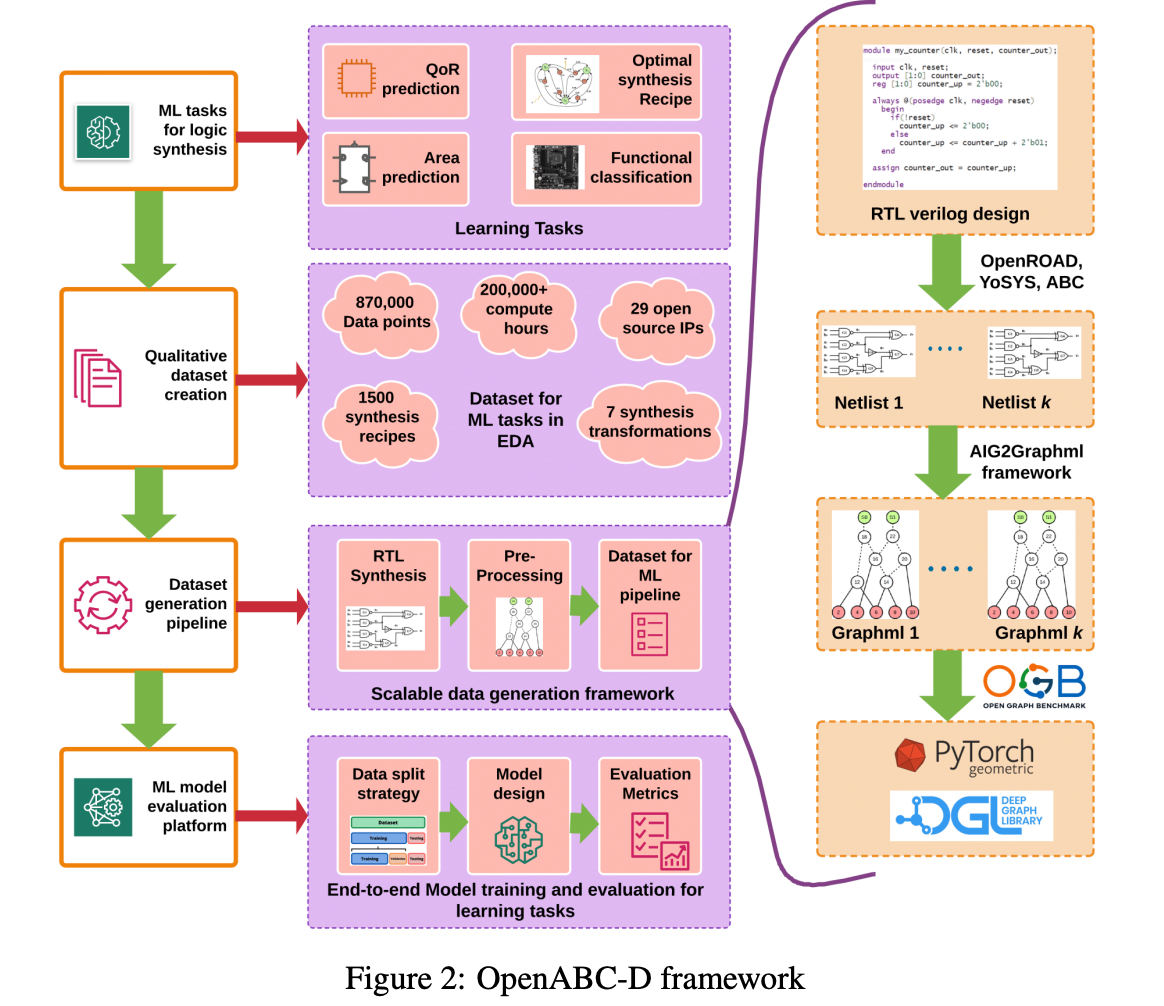 ML tasks
for logic
synthesis
QoR
prediction
Optimal
synthesis
Recipe
Area
prediction
Functional
classification
Learning Tasks
Qualitative
dataset
creation
870,000
Data points
200,000+
compute
hours
29 open
source IPs
1500
synthesis
recipes
Dataset for
ML tasks in
EDA
7 synthesis
transformations
Dataset
generation
pipeline
RTL
Synthesis
Pre-
Processing
Dataset for
ML
pipeline
Scalable data generation framework
ML model
evaluation
platform
Data split
strategy
Dataset
Training Testing
Training Validation Testing
Model
design
Evaluation
Metrics
End-to-end Model training and evaluation for
learning tasks
module my_counter(clk, reset, counter_out);
input clk, reset;
output [1:0] counter_out;
reg [1:0] counter_up = 2'b00;
always @(posedge clk, negedge reset)
begin
if(!reset)
counter_up <= 2'b00;
else
counter_up <= counter_up + 2'b01;
end
assign counter_out = counter_up;
endmodule
RTL verilog design
OpenROAD,
YoSYS, ABC
Netlist 1
Netlist k
AIG2Graphml
framework
Graphml 1
Graphml k
OGB
OPEN GRAPH BENCHMARK
PyTorch
geometric
DGL
DEEP
GRAPH
LIBRARY
Figure 2: OpenABC-D framework